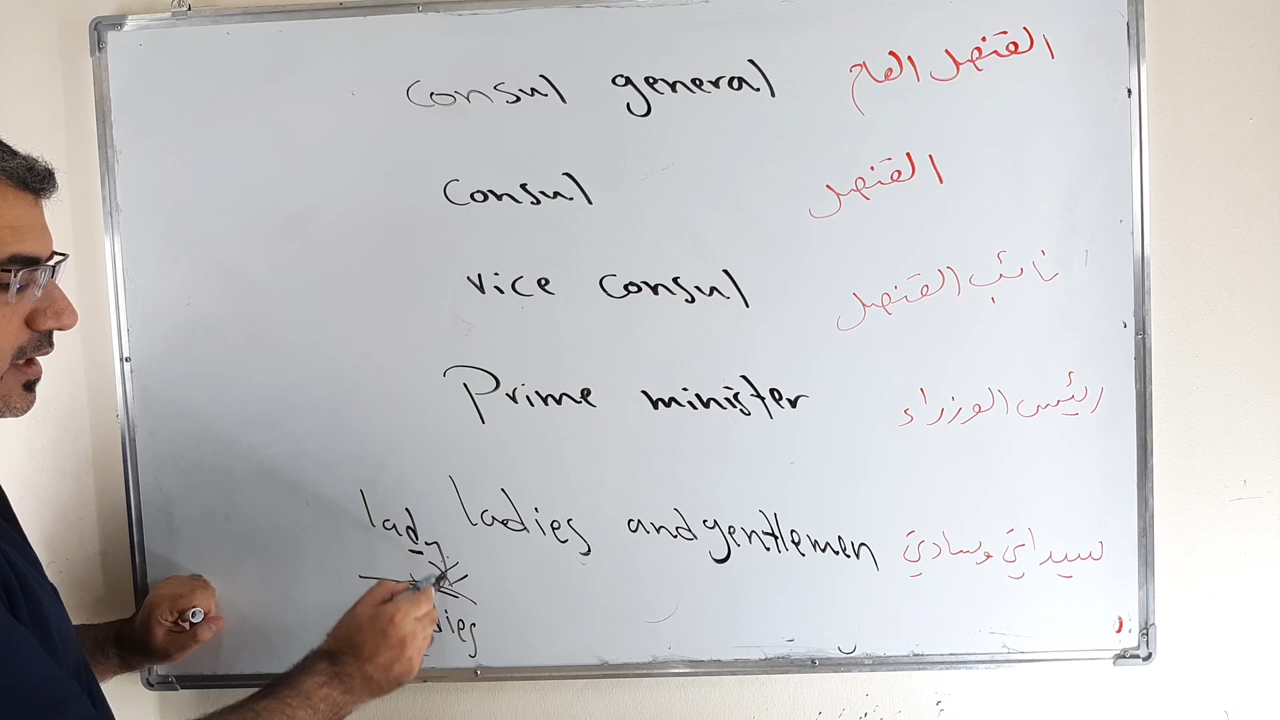 consul general القنصل العام
consul القنصل
vice consul نائب القنصل
Prime minister رئيس الوزراء
ladies and gentlemen سيداتي وسادتي
lady
dies